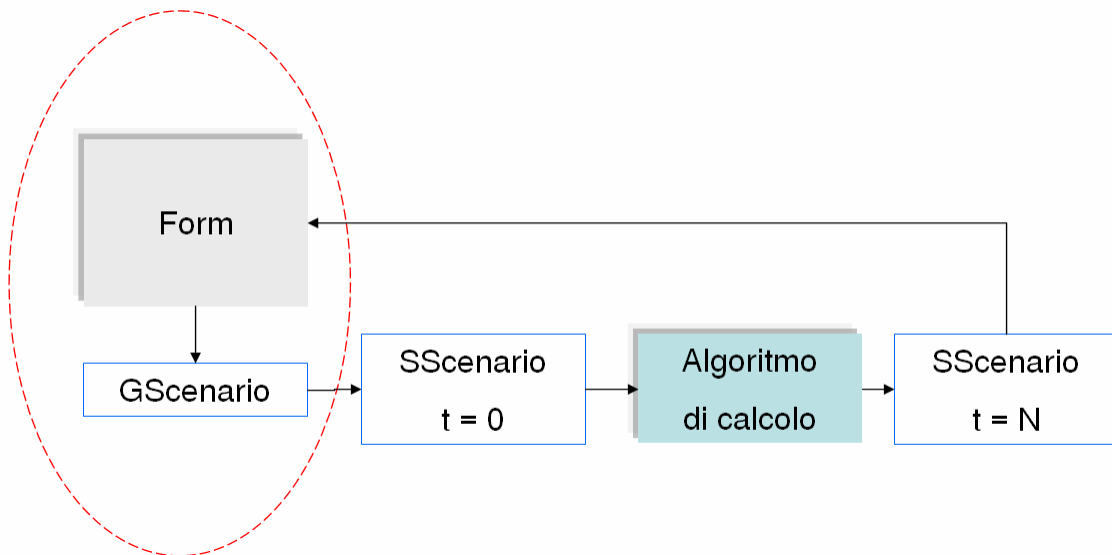 Form
GScenario
SScenario
t = 0
Algoritmo
di calcolo
SScenario
t = N